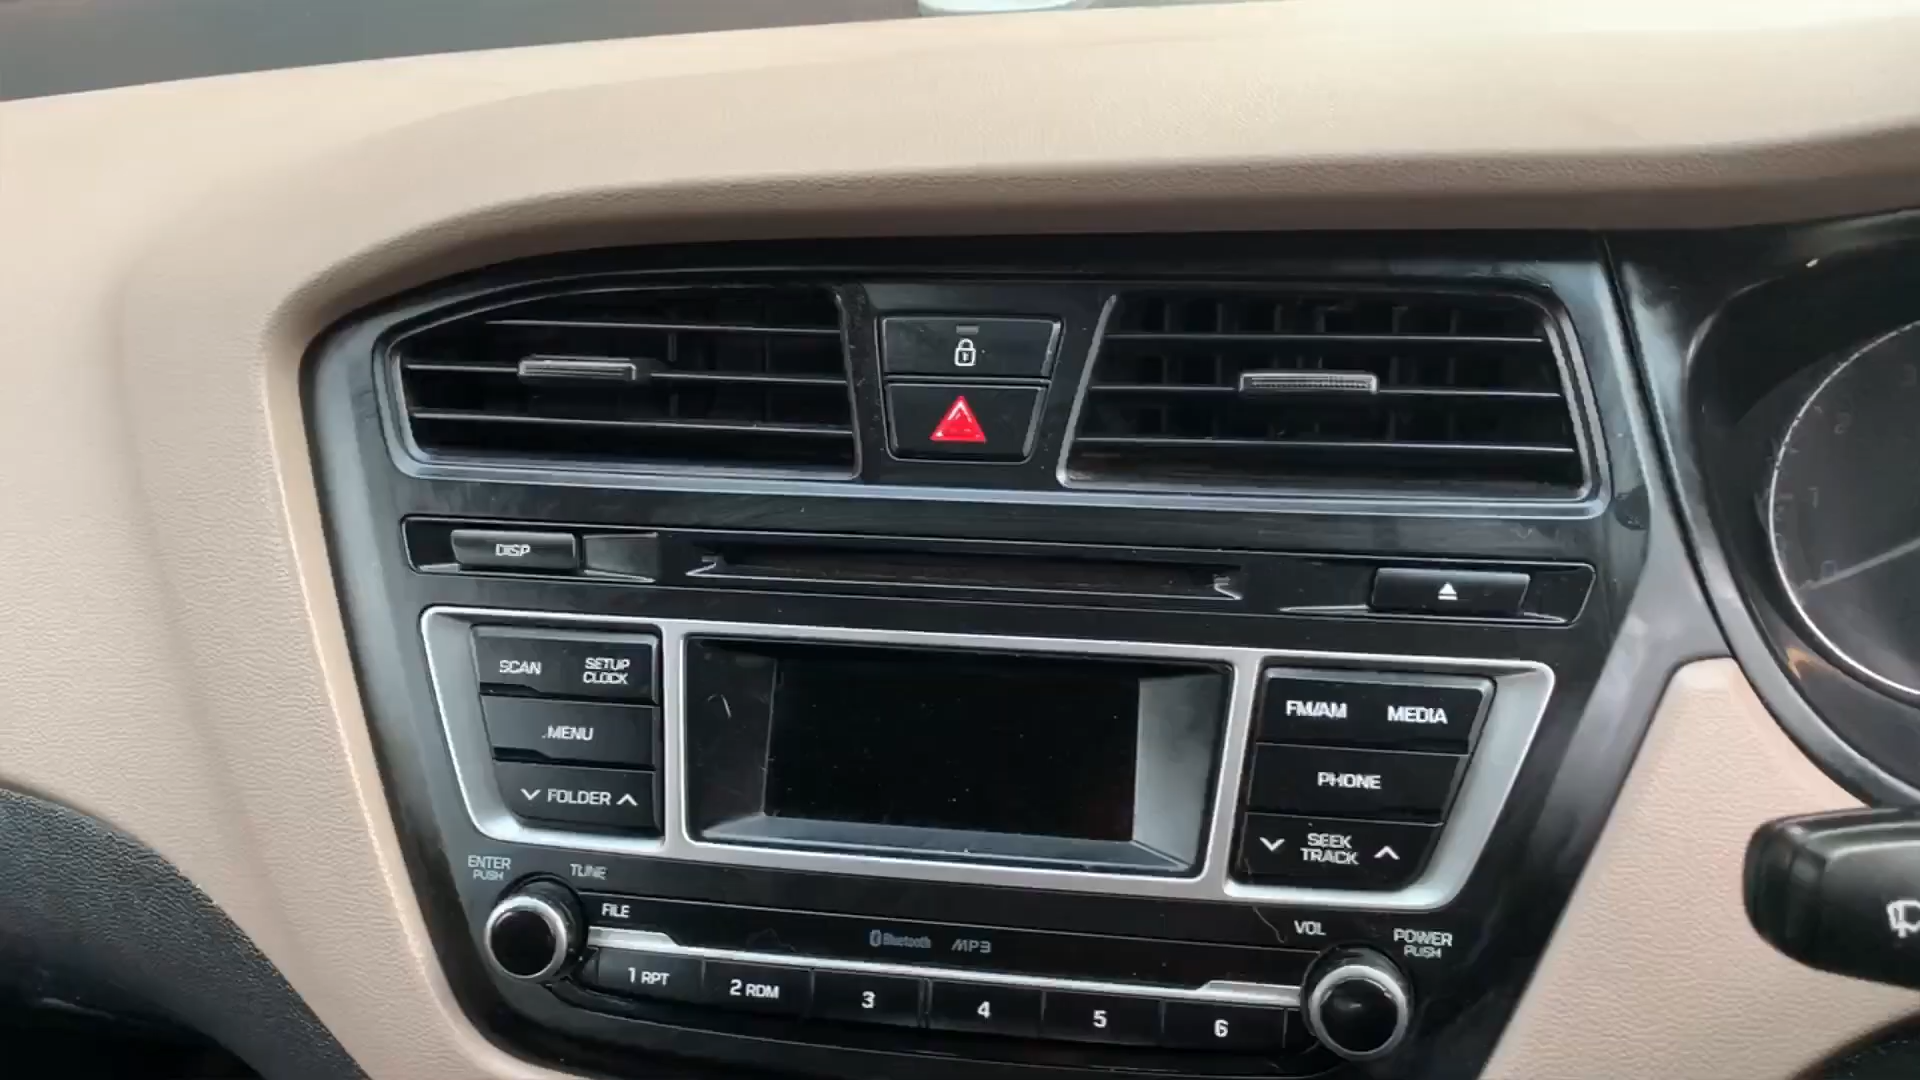 DISP
SCAN
SETUP
CLOCK
MENU
FOLDER
FM/AM
MEDIA
PHONE
SEEK
TRACK
ENTER
PUSH
TUNE
FILE
Bluetooth
MP3
VOL
POWER
PUSH
1 RPT
2 RDM
3
4
5
6